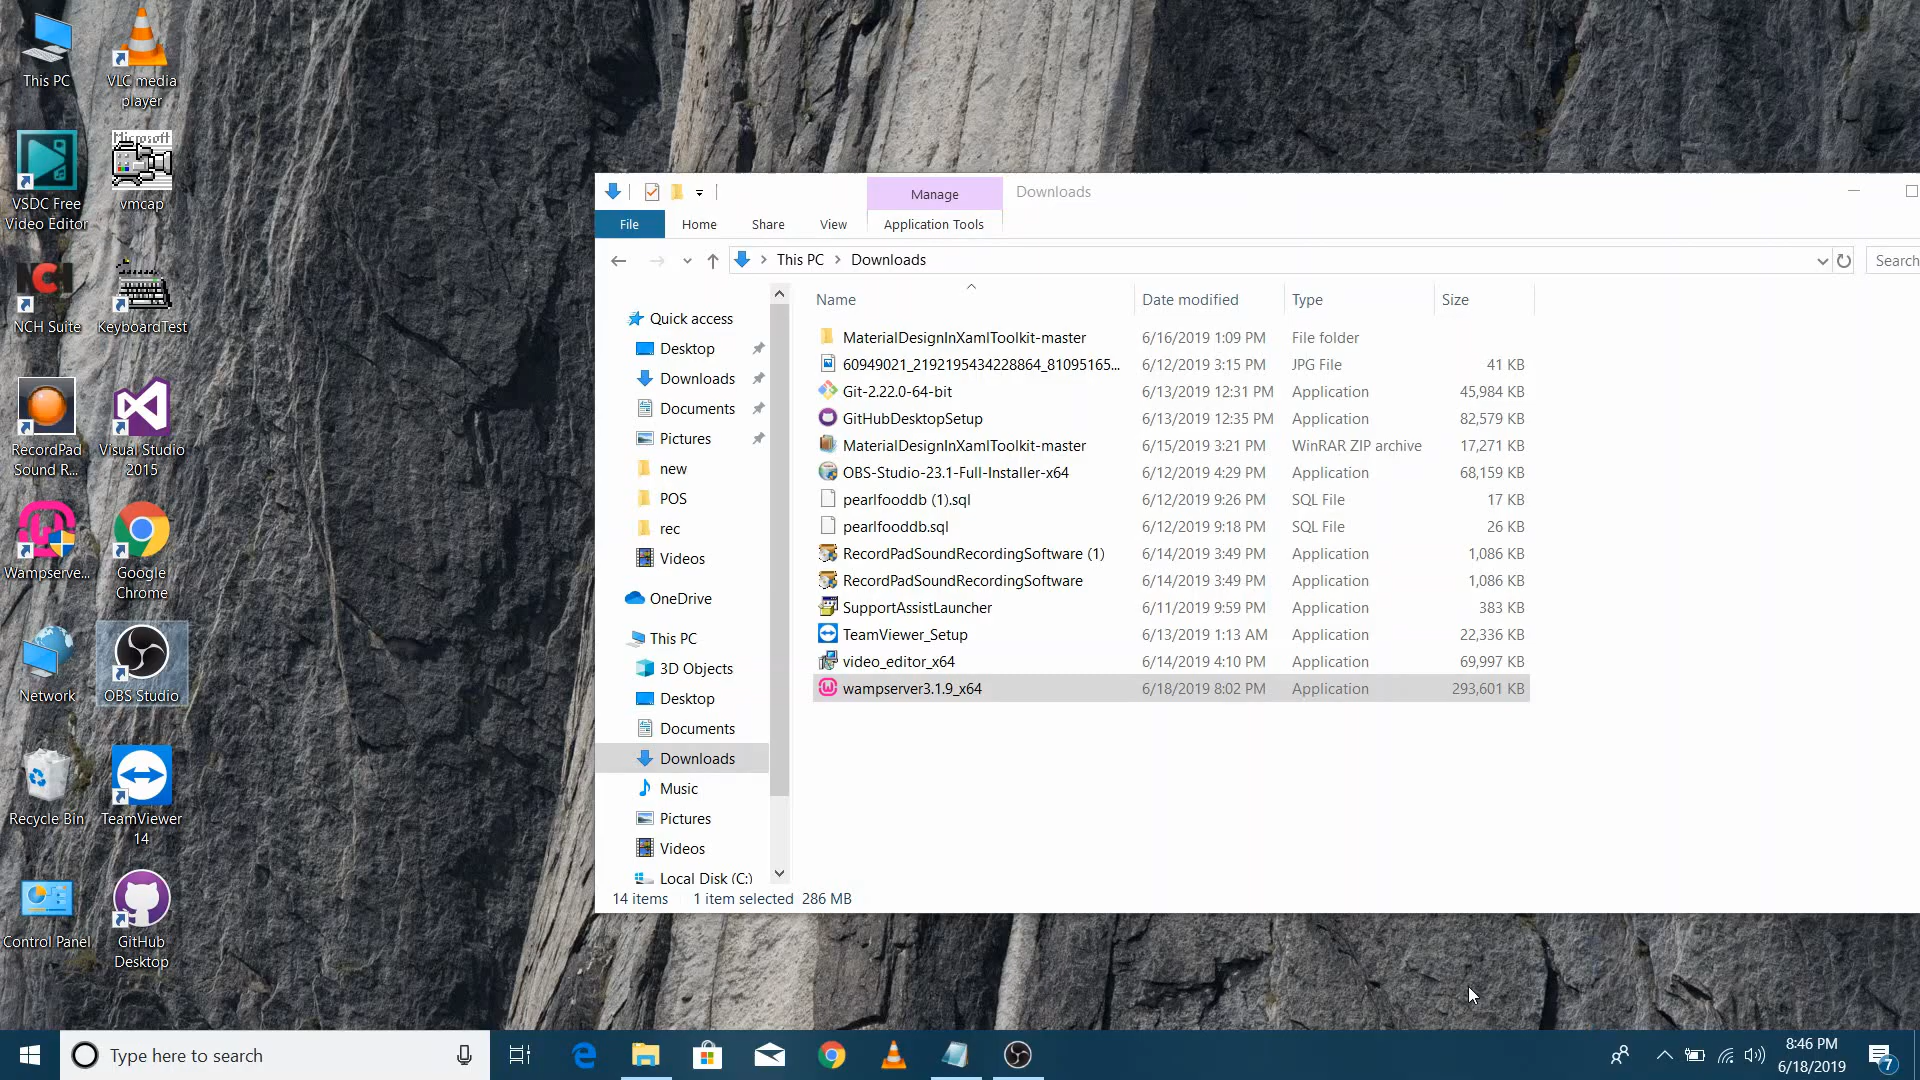 This PC
VLC media
player
VSDC Free
Video Editor
Microsoft
vmcap
NCH
NCH Suite
KeyboardTest
RecordPad
Sound R...
Visual Studio
2015
Wampserve...
Google
Chrome
Network
OBS Studio
Recycle Bin
TeamViewer
14
Control Panel
GitHub
Desktop
Manage
Downloads
File
Home
Share
View
Application Tools
This PC
Downloads
Search
Name
Date modified
Type
Size
Quick access
Desktop
Downloads
Documents
Pictures
new
POS
rec
Videos
OneDrive
This PC
3D Objects
Desktop
Documents
Downloads
Music
Pictures
Videos
Local Disk (C:)
MaterialDesignInXamlToolkit-master 6/16/2019 1:09 PM File folder
60949021_2192195434228864_81095165... 6/12/2019 3:15 PM JPG File 41 KB
Git-2.22.0-64-bit 6/13/2019 12:31 PM Application 45,984 KB
GitHubDesktopSetup 6/13/2019 12:35 PM Application 82,579 KB
MaterialDesignInXamlToolkit-master 6/15/2019 3:21 PM WinRAR ZIP archive 17,271 KB
OBS-Studio-23.1-Full-Installer-x64 6/12/2019 4:29 PM Application 68,159 KB
pearlfooddb (1).sql 6/12/2019 9:26 PM SQL File 17 KB
pearlfooddb.sql 6/12/2019 9:18 PM SQL File 26 KB
RecordPadSoundRecordingSoftware (1) 6/14/2019 3:49 PM Application 1,086 KB
RecordPadSoundRecordingSoftware 6/14/2019 3:49 PM Application 1,086 KB
SupportAssistLauncher 6/11/2019 9:59 PM Application 383 KB
TeamViewer_Setup 6/13/2019 1:13 AM Application 22,336 KB
video_editor_x64 6/14/2019 4:10 PM Application 69,997 KB
wampserver3.1.9_x64 6/18/2019 8:02 PM Application 293,601 KB
14 items 1 item selected 286 MB
Type here to search
8:46 PM
6/18/2019
7